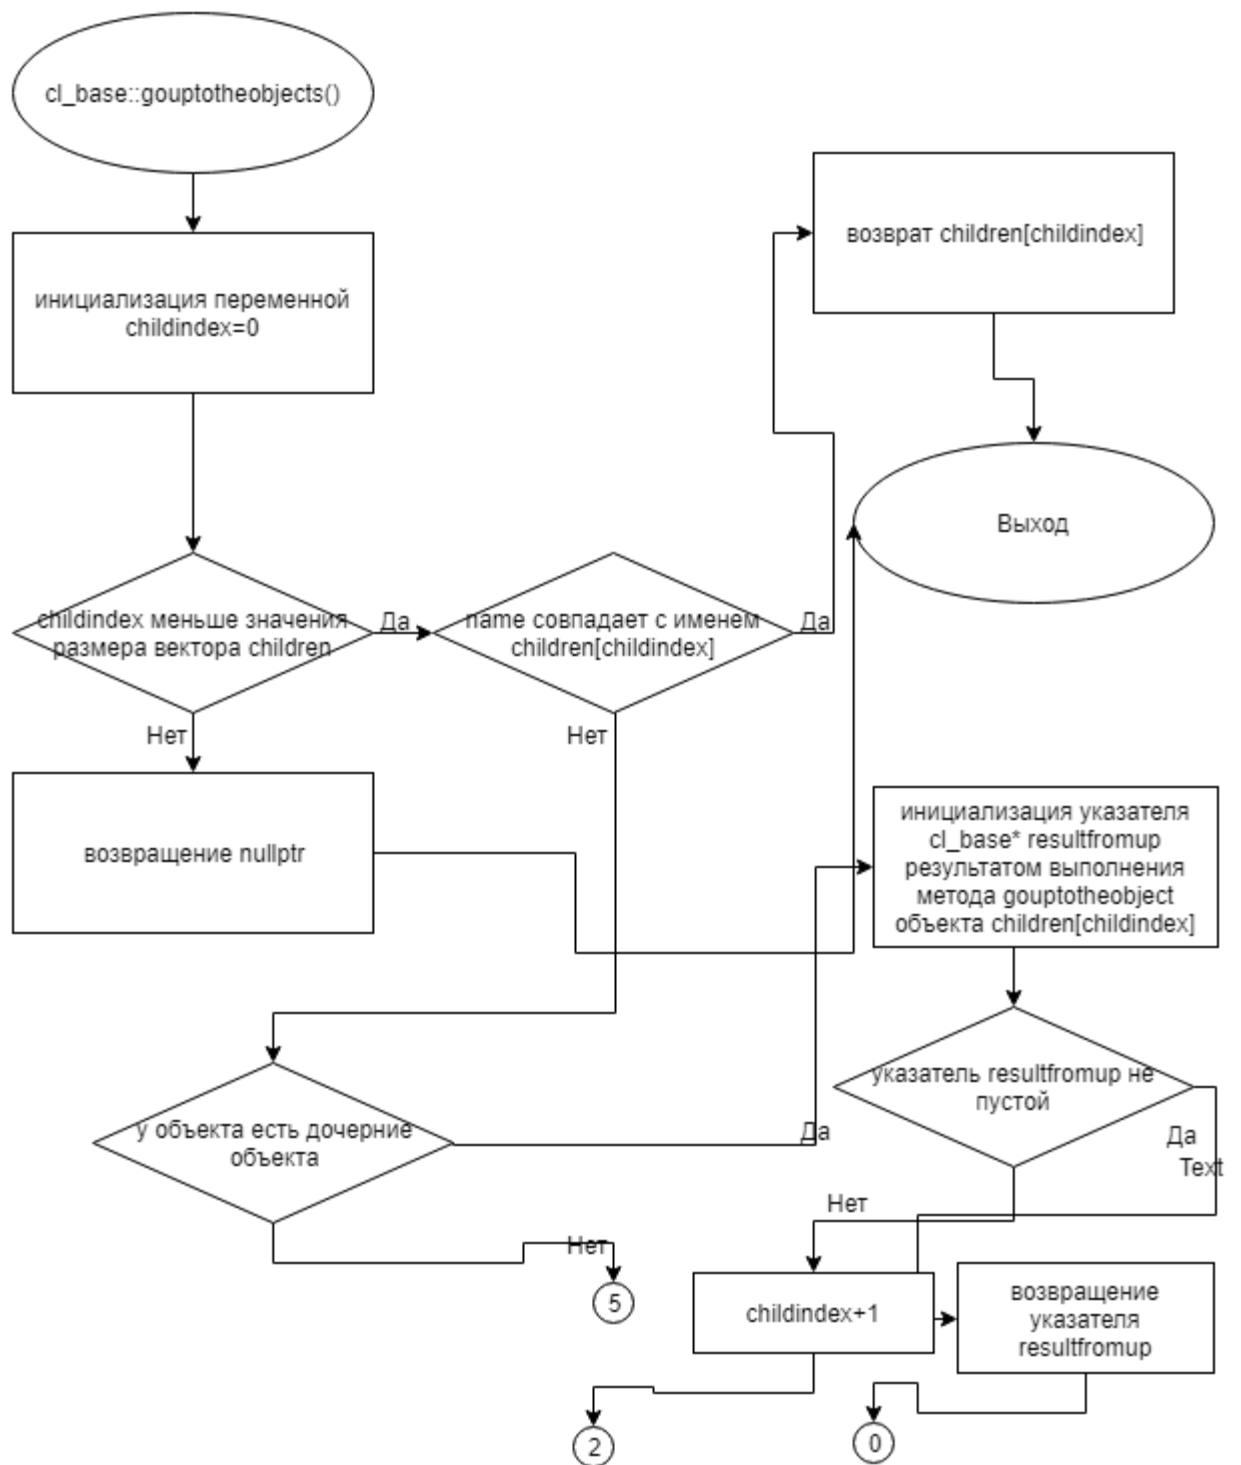 cl_base::gouptotheobjects()
возврат children[childindex]
инициализация переменной
childindex=0
Выход
childindex меньше значения
размера вектора children
Да
name совпадает с именем
children[childindex]
Да
Нет
Нет
возвращение nullptr
инициализация указателя
cl_base* resultfromup
результатом выполнения
метода gouptotheobject
объекта children[childindex]
указатель resultfromup не
пустой
у объекта есть дочерние
объекта
Да
Да
Text
Нет
Нет
5
childindex+1
возвращение
указателя
resultfromup
2
0